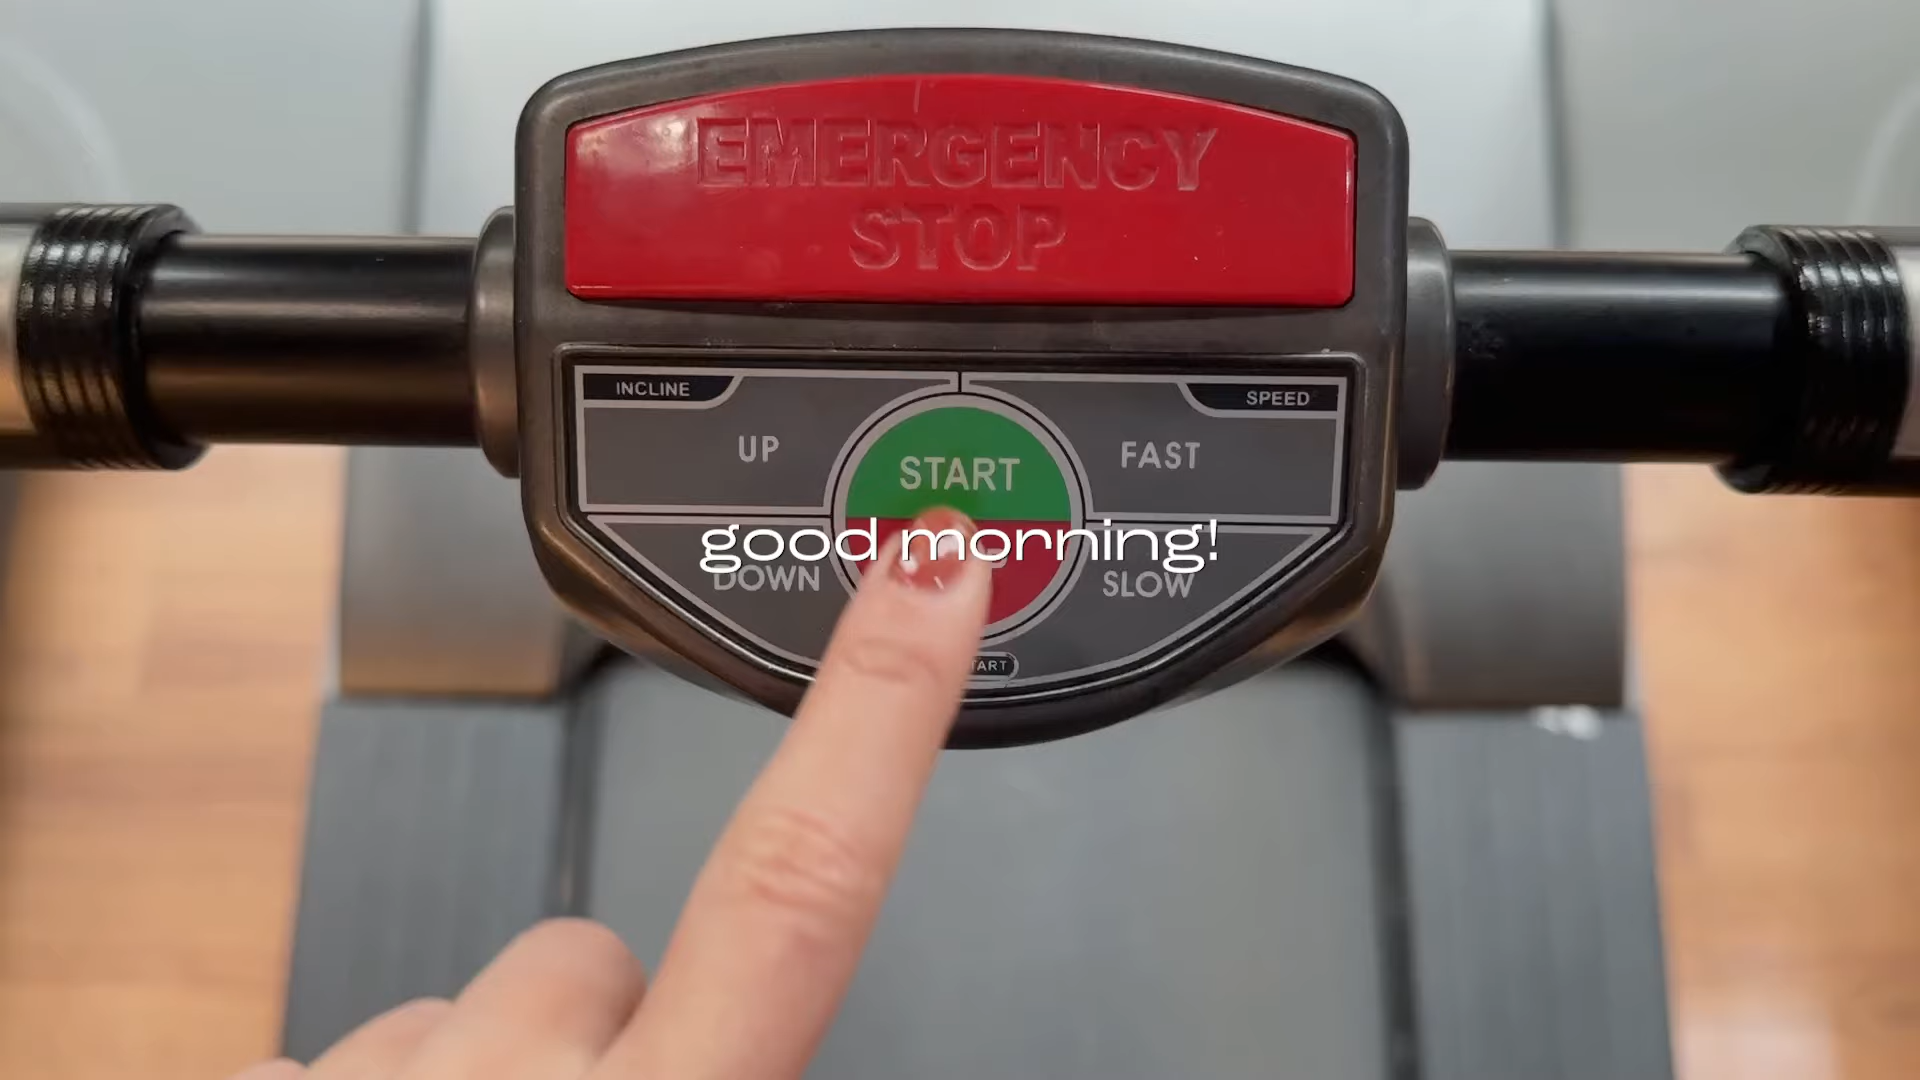 EMERGENCY
STOP
INCLINE
SPEED
UP
START
FAST
good morning!
DOWN
SLOW